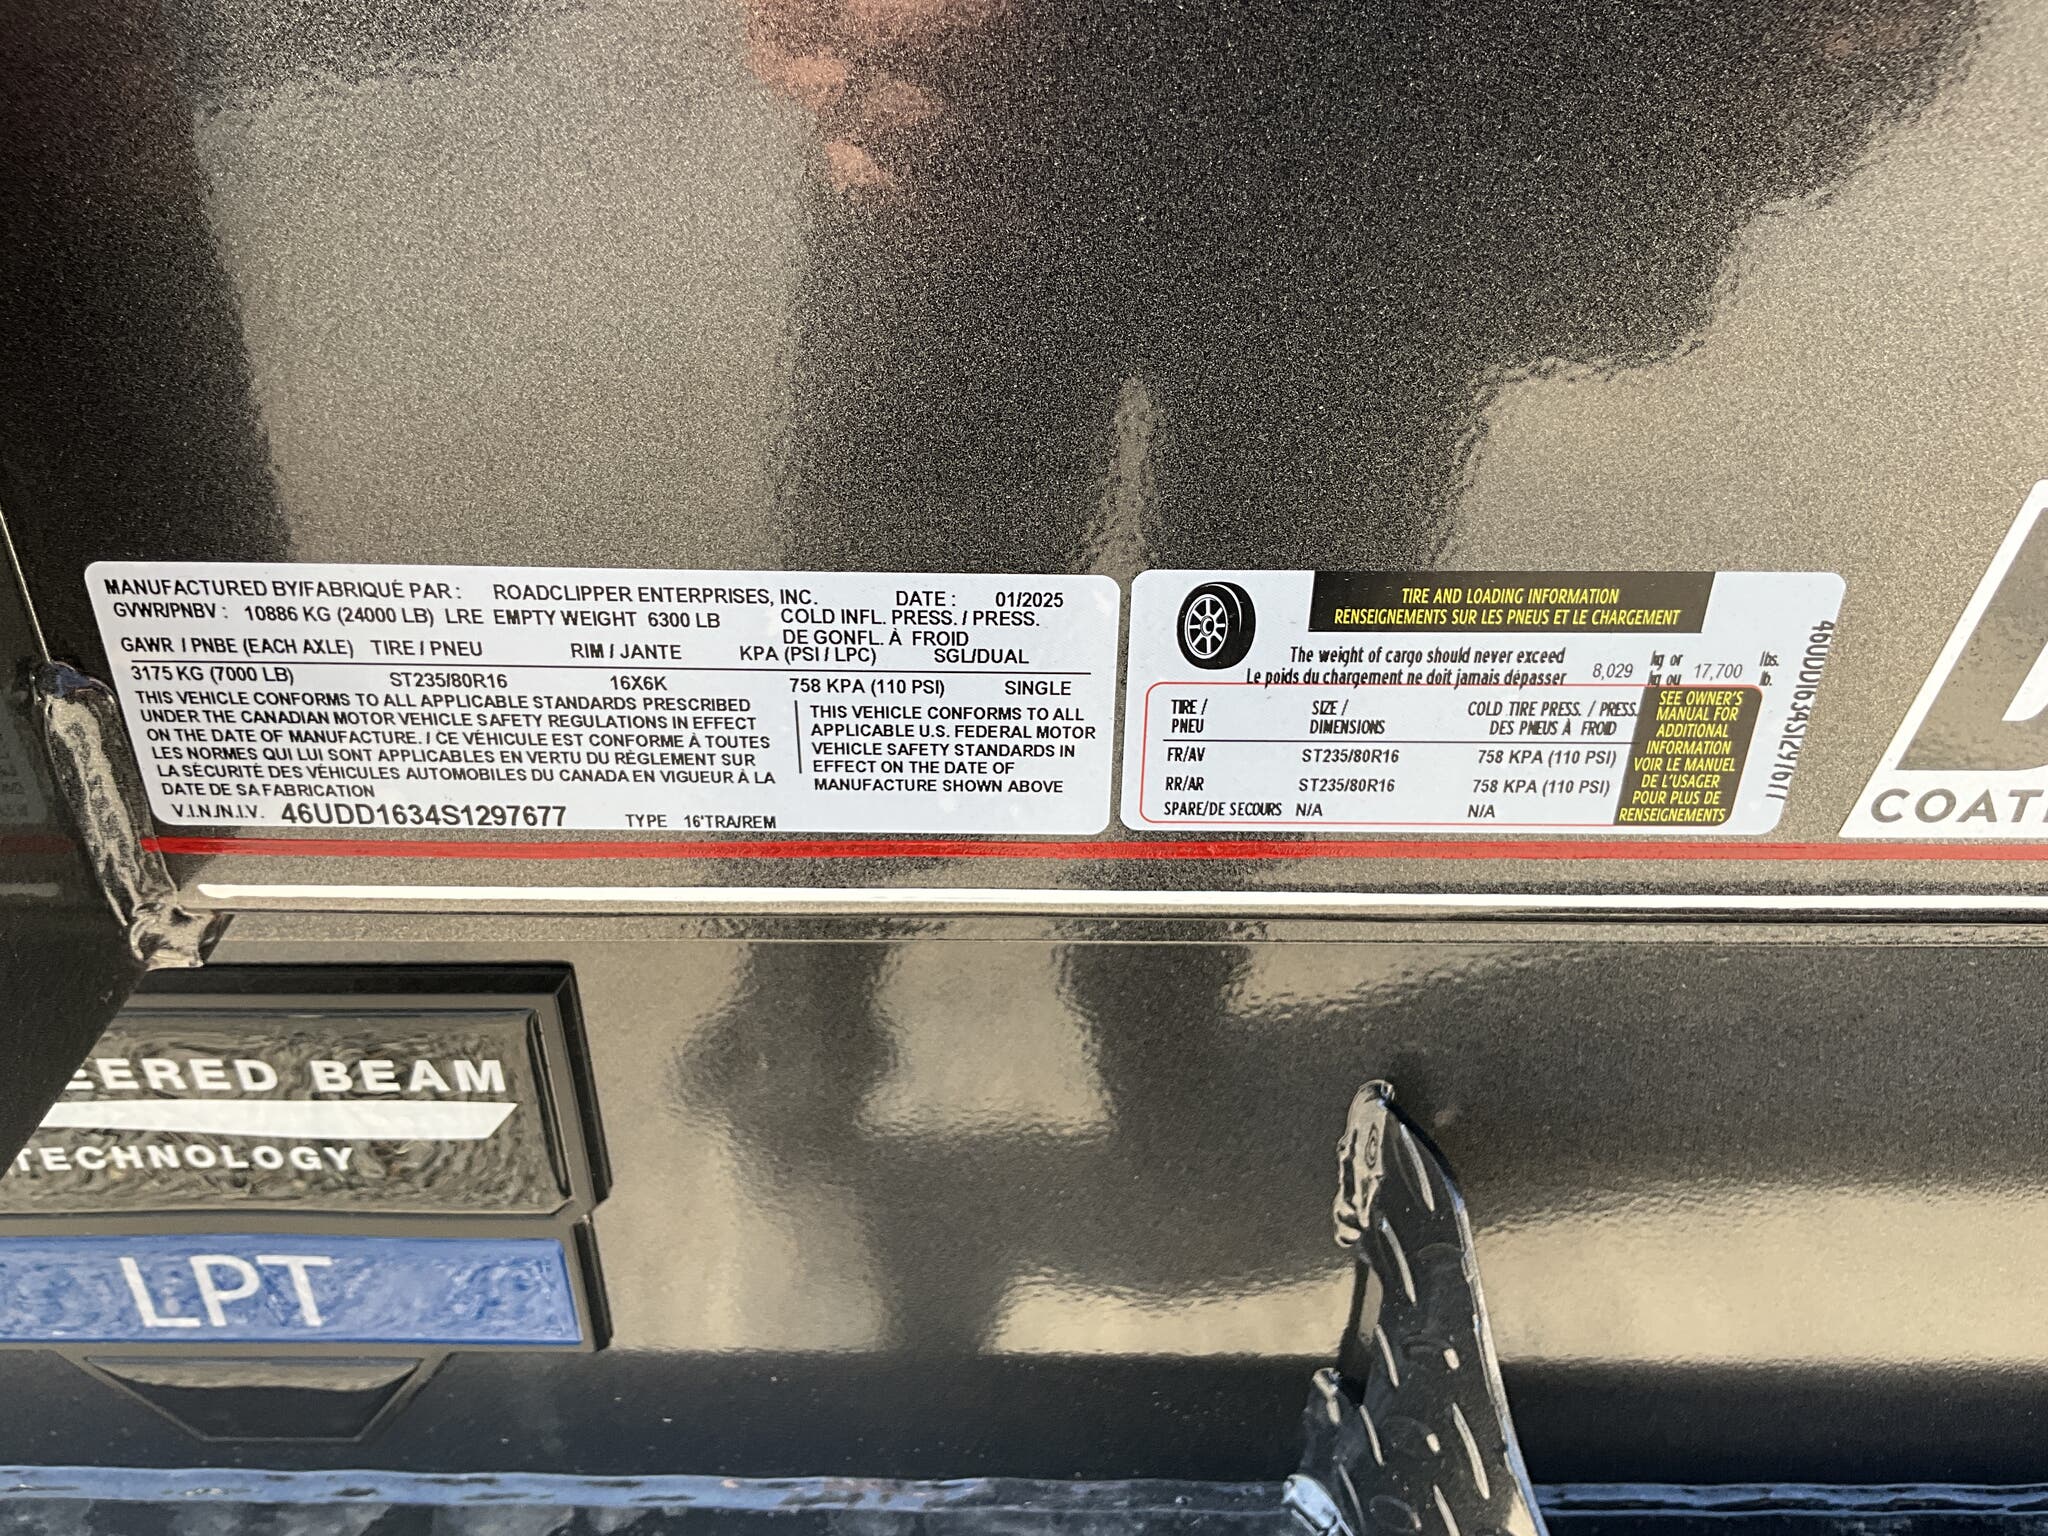 MANUFACTURED BY/FABRIQUÉ PAR : ROADCLIPPER ENTERPRISES, INC. DATE : 01/2025
GVWR/PNBV : 10886 KG (24000 LB) LRE EMPTY WEIGHT 6300 LB
COLD INFL. PRESS. / PRESS.
DE GONFL. À FROID
GAWR / PNBE (EACH AXLE) TIRE / PNEU RIM / JANTE KPA (PSI / LPC) SGL/DUAL
3175 KG (7000 LB) ST235/80R16 16X6K 758 KPA (110 PSI) SINGLE
THIS VEHICLE CONFORMS TO ALL APPLICABLE STANDARDS PRESCRIBED
UNDER THE CANADIAN MOTOR VEHICLE SAFETY REGULATIONS IN EFFECT
ON THE DATE OF MANUFACTURE. / CE VÉHICULE EST CONFORME À TOUTES
LES NORMES QUI LUI SONT APPLICABLES EN VERTU DU RÈGLEMENT SUR
LA SÉCURITÉ DES VÉHICULES AUTOMOBILES DU CANADA EN VIGUEUR À LA
DATE DE SA FABRICATION
THIS VEHICLE CONFORMS TO ALL
APPLICABLE U.S. FEDERAL MOTOR
VEHICLE SAFETY STANDARDS IN
EFFECT ON THE DATE OF
MANUFACTURE SHOWN ABOVE
V.I.N./N.I.V. 46UDD1634S1297677 TYPE 16'TRA/REM
TIRE AND LOADING INFORMATION
RENSEIGNEMENTS SUR LES PNEUS ET LE CHARGEMENT
The weight of cargo should never exceed 8,029 kg or 17,700 lbs.
Le poids du chargement ne doit jamais dépasser kg ou lb.
TIRE / SIZE / COLD TIRE PRESS. / PRESS.
PNEU DIMENSIONS DES PNEUS À FROID
FR/AV ST235/80R16 758 KPA (110 PSI)
RR/AR ST235/80R16 758 KPA (110 PSI)
SPARE/DE SECOURS N/A N/A
SEE OWNER'S
MANUAL FOR
ADDITIONAL
INFORMATION
VOIR LE MANUEL
DE L'USAGER
POUR PLUS DE
RENSEIGNEMENTS
46UDD1634S1297677
COAT
EERED BEAM
TECHNOLOGY
LPT